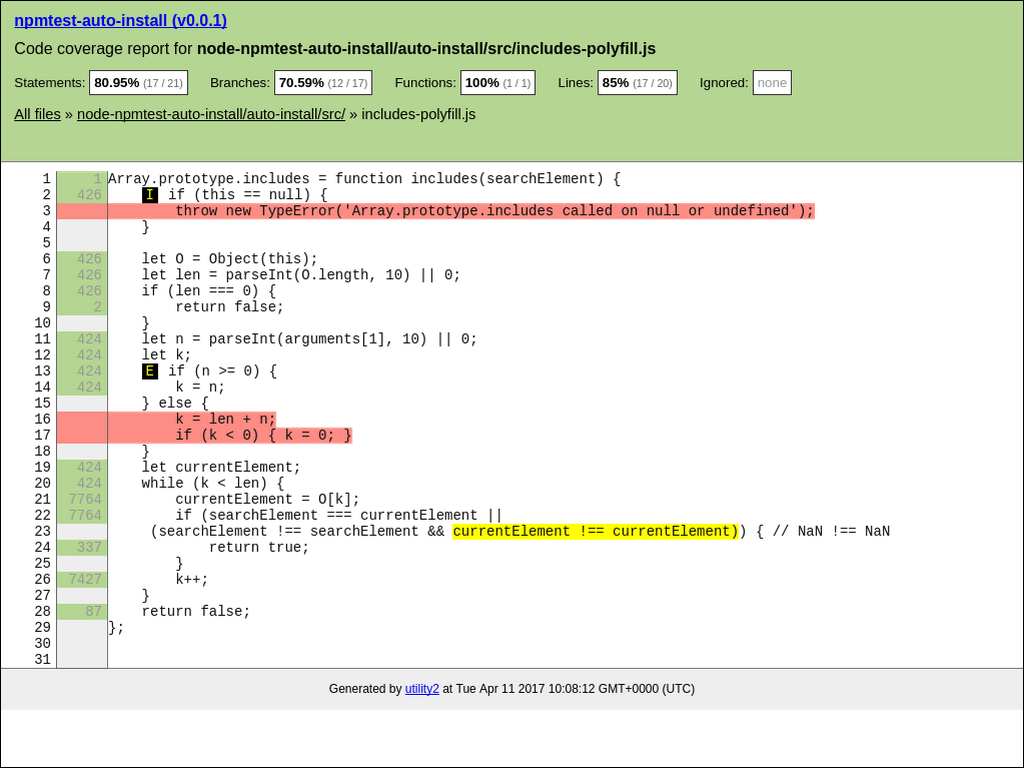 npmtest-auto-install (v0.0.1)
Code coverage report for node-npmtest-auto-install/auto-install/src/includes-polyfill.js
Statements: 80.95% (17 / 21) Branches: 70.59% (12 / 17) Functions: 100% (1 / 1) Lines: 85% (17 / 20) Ignored: none
All files » node-npmtest-auto-install/auto-install/src/ » includes-polyfill.js
1 1 Array.prototype.includes = function includes(searchElement) {
2 426 I if (this == null) {
3 throw new TypeError('Array.prototype.includes called on null or undefined');
4 }
5
6 426 let O = Object(this);
7 426 let len = parseInt(O.length, 10) || 0;
8 426 if (len === 0) {
9 2 return false;
10 }
11 424 let n = parseInt(arguments[1], 10) || 0;
12 424 let k;
13 424 E if (n >= 0) {
14 424 k = n;
15 } else {
16 k = len + n;
17 if (k < 0) { k = 0; }
18 }
19 424 let currentElement;
20 424 while (k < len) {
21 7764 currentElement = O[k];
22 7764 if (searchElement === currentElement ||
23 (searchElement !== searchElement && currentElement !== currentElement)) { // NaN !== NaN
24 337 return true;
25 }
26 7427 k++;
27 }
28 87 return false;
29 };
30
31
Generated by utility2 at Tue Apr 11 2017 10:08:12 GMT+0000 (UTC)